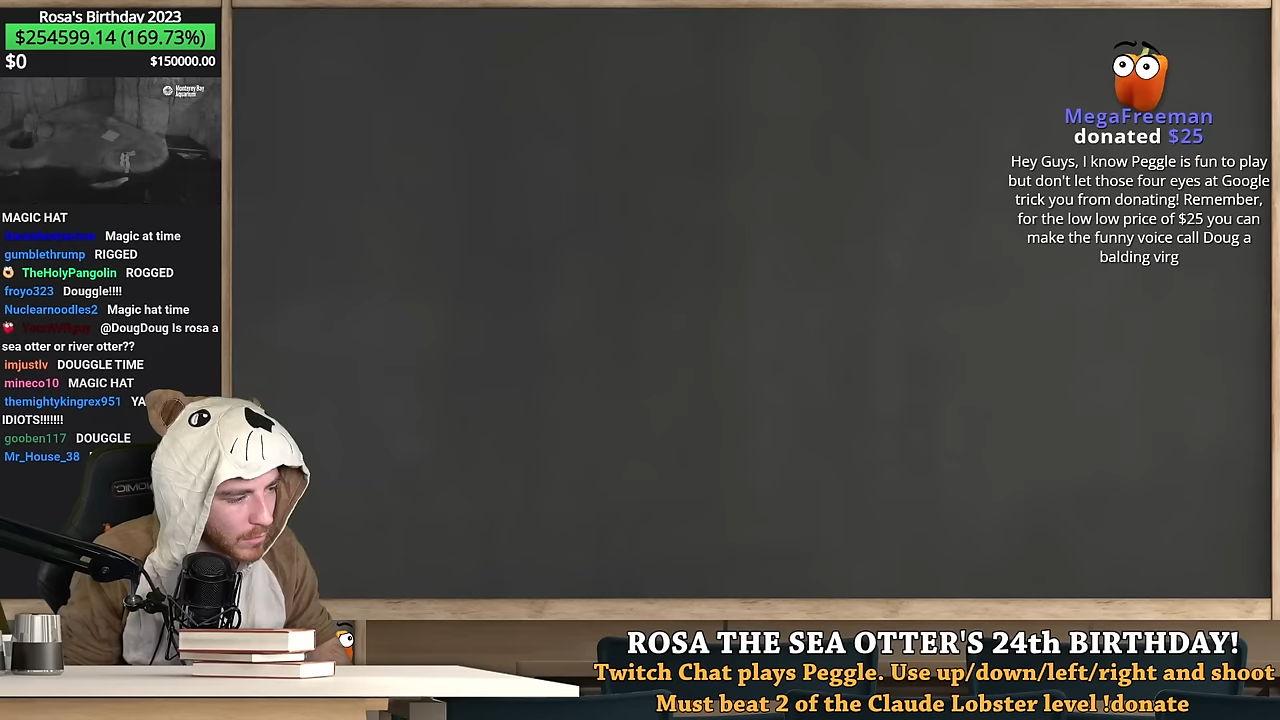 Rosa's Birthday 2023
$254599.14 (169.73%)
$0 $150000.00
Monterey Bay Aquarium
MAGIC HAT
Magic at time
gumblethrump RIGGED
TheHolyPangolin ROGGED
froyo323 Douggle!!!!
Nuclearnoodles2 Magic hat time
@DougDoug Is rosa a
sea otter or river otter??
imjustlv DOUGGLE TIME
mineco10 MAGIC HAT
themightykingrex951 YA
IDIOTS!!!!!!!
gooben117 DOUGGLE
Mr_House_38
MegaFreeman
donated $25
Hey Guys, I know Peggle is fun to play
but don't let those four eyes at Google
trick you from donating! Remember,
for the low low price of $25 you can
make the funny voice call Doug a
balding virg
ROSA THE SEA OTTER'S 24th BIRTHDAY!
Twitch Chat plays Peggle. Use up/down/left/right and shoot
Must beat 2 of the Claude Lobster level !donate